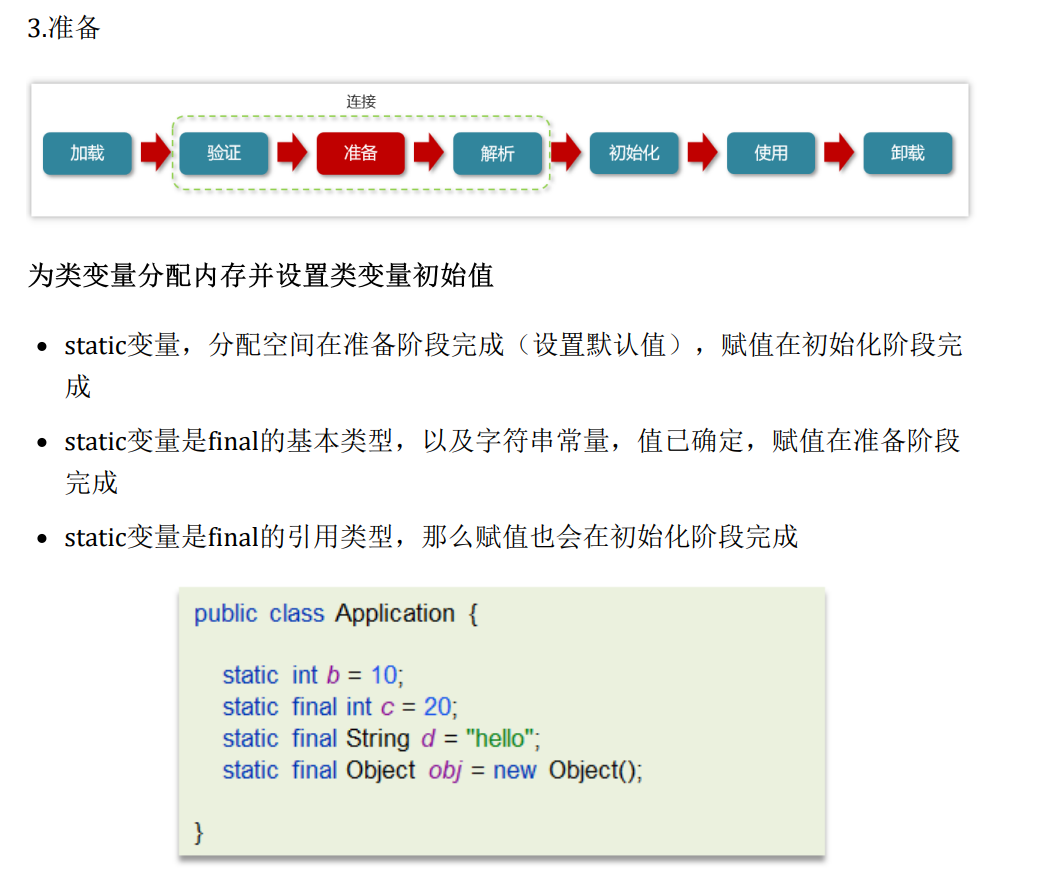 3.准备
连接
加载 验证 准备 解析 初始化 使用 卸载
为类变量分配内存并设置类变量初始值
• static变量，分配空间在准备阶段完成（设置默认值），赋值在初始化阶段完
成
• static变量是final的基本类型，以及字符串常量，值已确定，赋值在准备阶段
完成
• static变量是final的引用类型，那么赋值也会在初始化阶段完成
public class Application {
static int b = 10;
static final int c = 20;
static final String d = "hello";
static final Object obj = new Object();
}